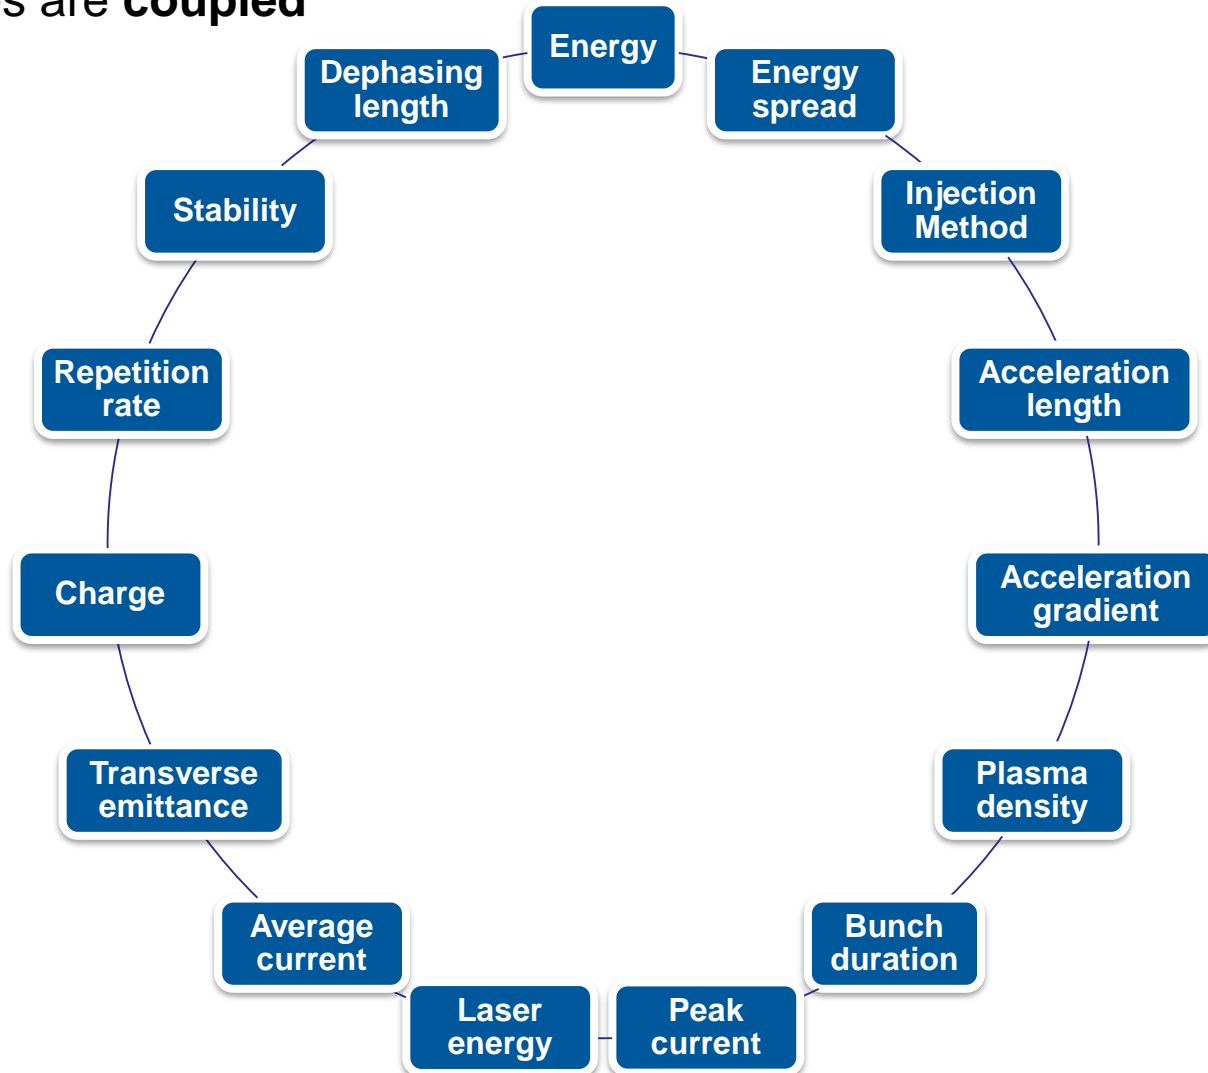 es are coupled
Energy
Energy
spread
Injection
Method
Acceleration
length
Acceleration
gradient
Plasma
density
Bunch
duration
Peak
current
Laser
energy
Average
current
Transverse
emittance
Charge
Repetition
rate
Stability
Dephasing
length